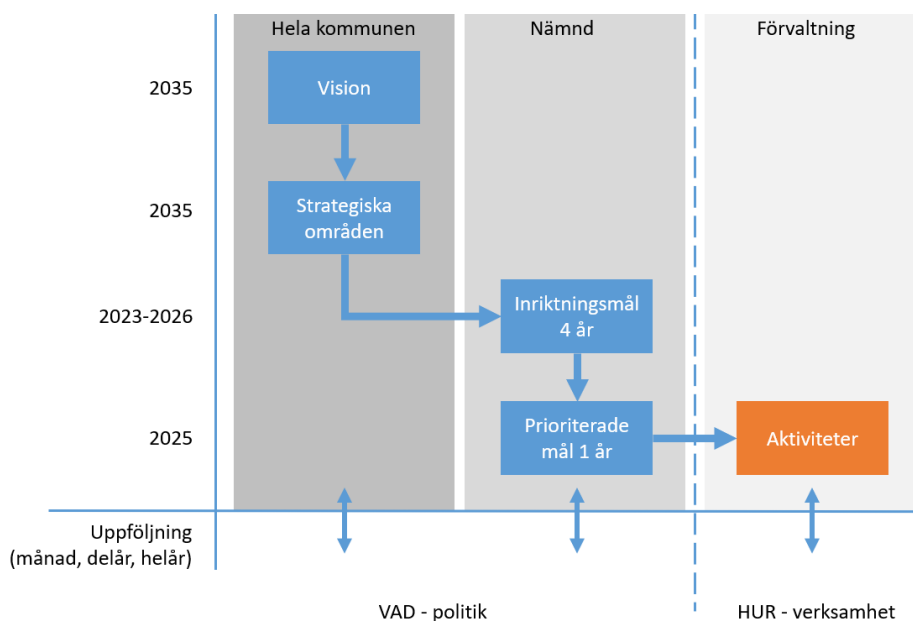 Hela kommunen
Nämnd
Förvaltning
2035
Vision
2035
Strategiska
områden
2023-2026
Inriktningsmål
4 år
2025
Prioriterade
mål 1 år
Aktiviteter
Uppföljning
(månad, delår, helår)
VAD - politik
HUR - verksamhet